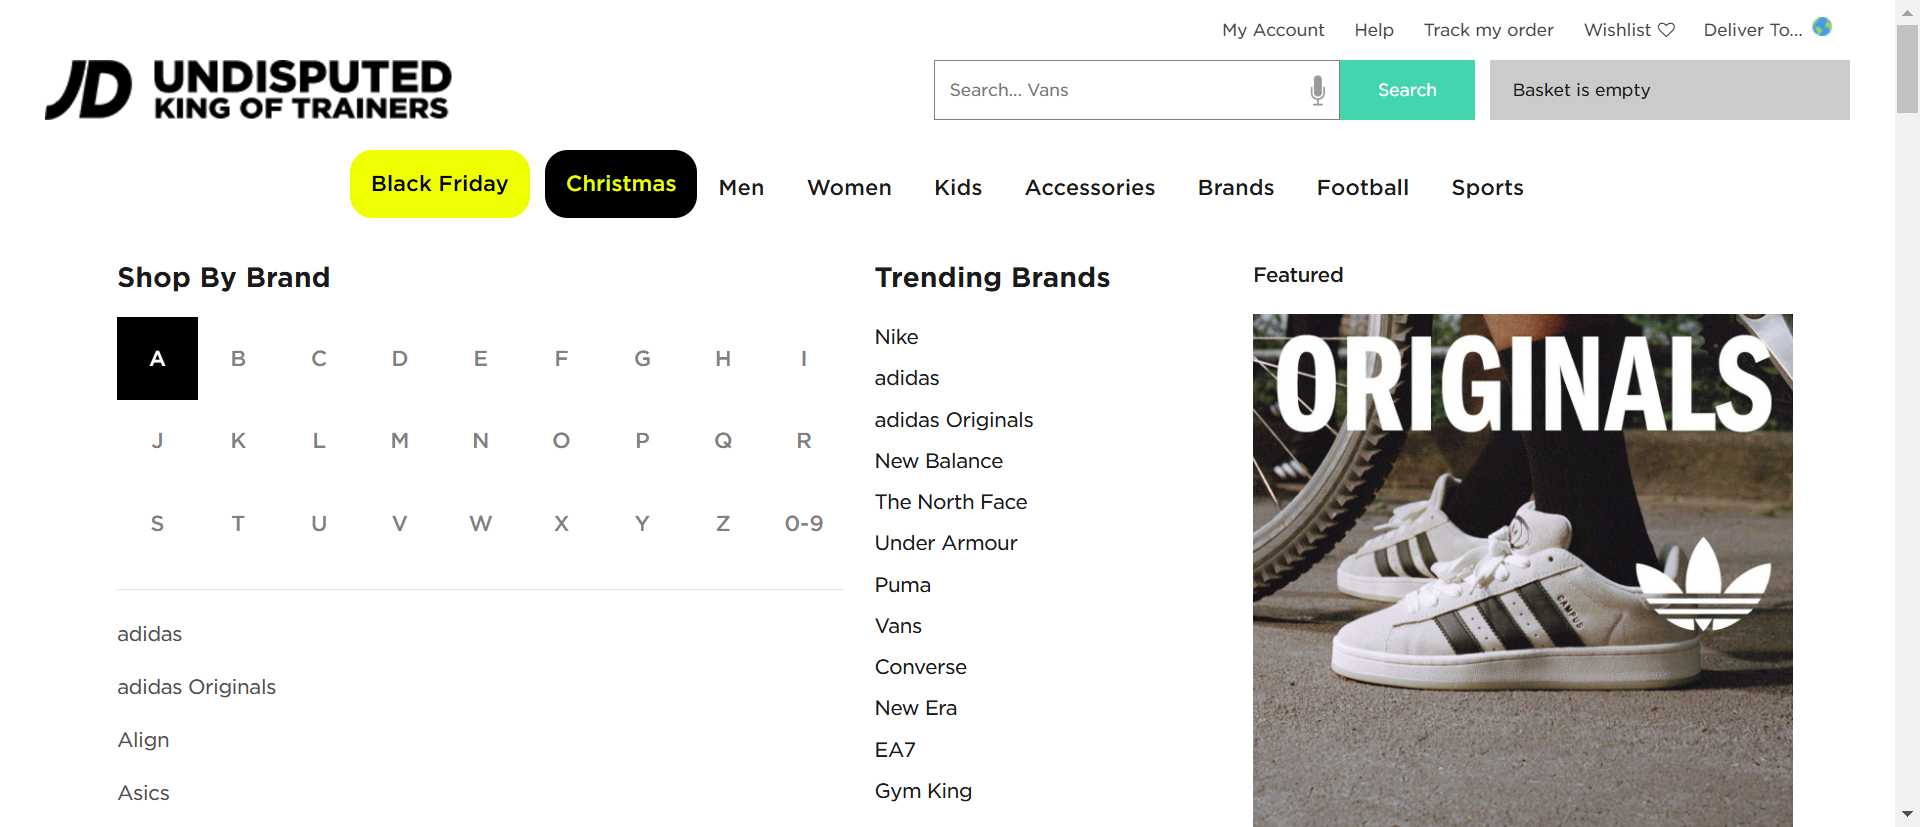 My Account Help Track my order Wishlist Deliver To...
JD UNDISPUTED
KING OF TRAINERS
Search... Vans Search Basket is empty
Black Friday Christmas Men Women Kids Accessories Brands Football Sports
Shop By Brand
A B C D E F G H I
J K L M N O P Q R
S T U V W X Y Z 0-9
adidas
adidas Originals
Align
Asics
Trending Brands
Nike
adidas
adidas Originals
New Balance
The North Face
Under Armour
Puma
Vans
Converse
New Era
EA7
Gym King
Featured
ORIGINALS
CAMPUS